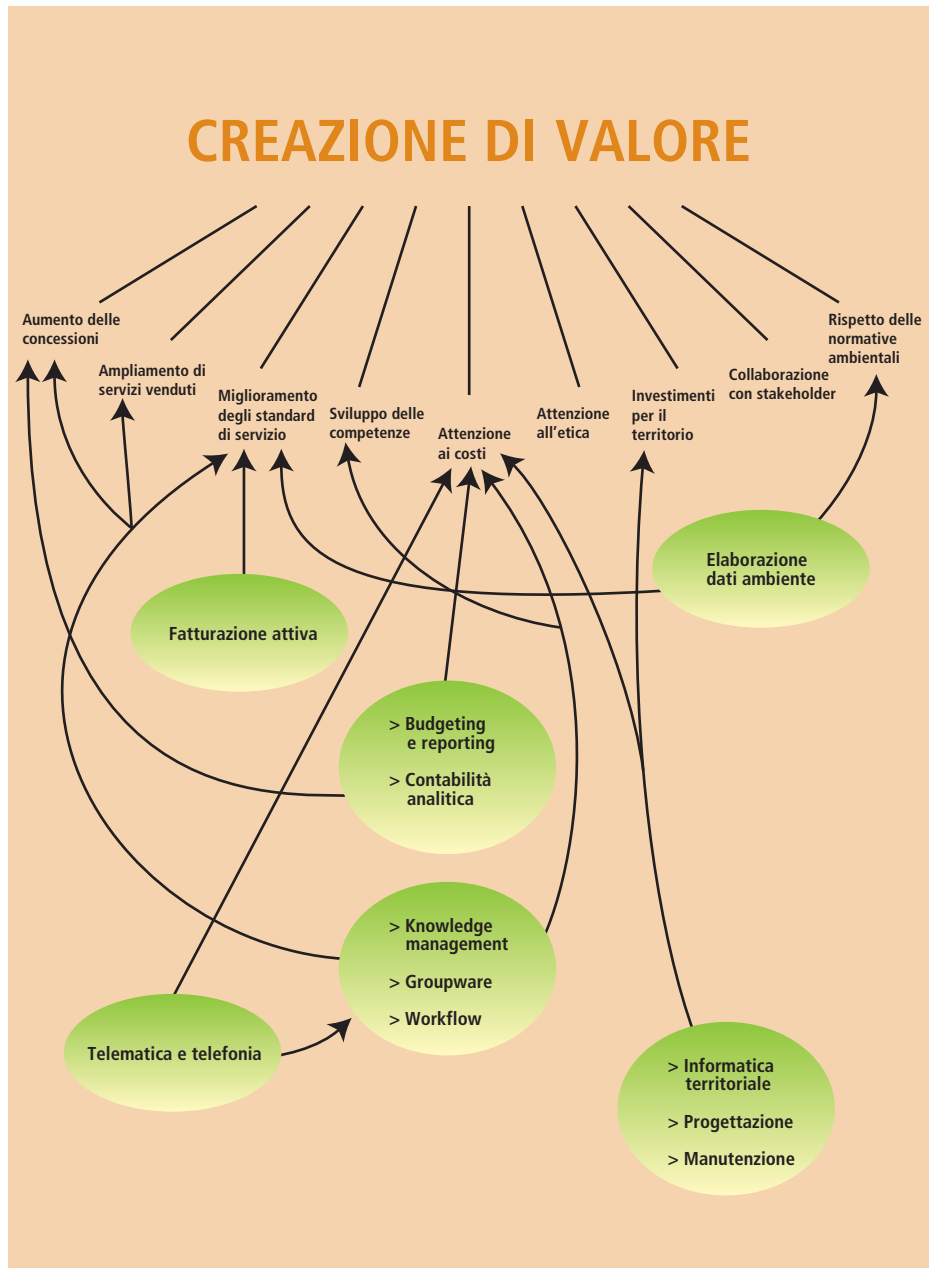 CREAZIONE DI VALORE
Aumento delle
concessioni
Ampliamento di
servizi venduti
Miglioramento
degli standard
di servizio
Sviluppo delle
competenze
Attenzione
ai costi
Attenzione
all'etica
Investimenti
per il
territorio
Collaborazione
con stakeholder
Rispetto delle
normative
ambientali
Elaborazione
dati ambiente
Fatturazione attiva
> Budgeting
e reporting
> Contabilità
analitica
> Knowledge
management
> Groupware
> Workflow
Telematica e telefonia
> Informatica
territoriale
> Progettazione
> Manutenzione